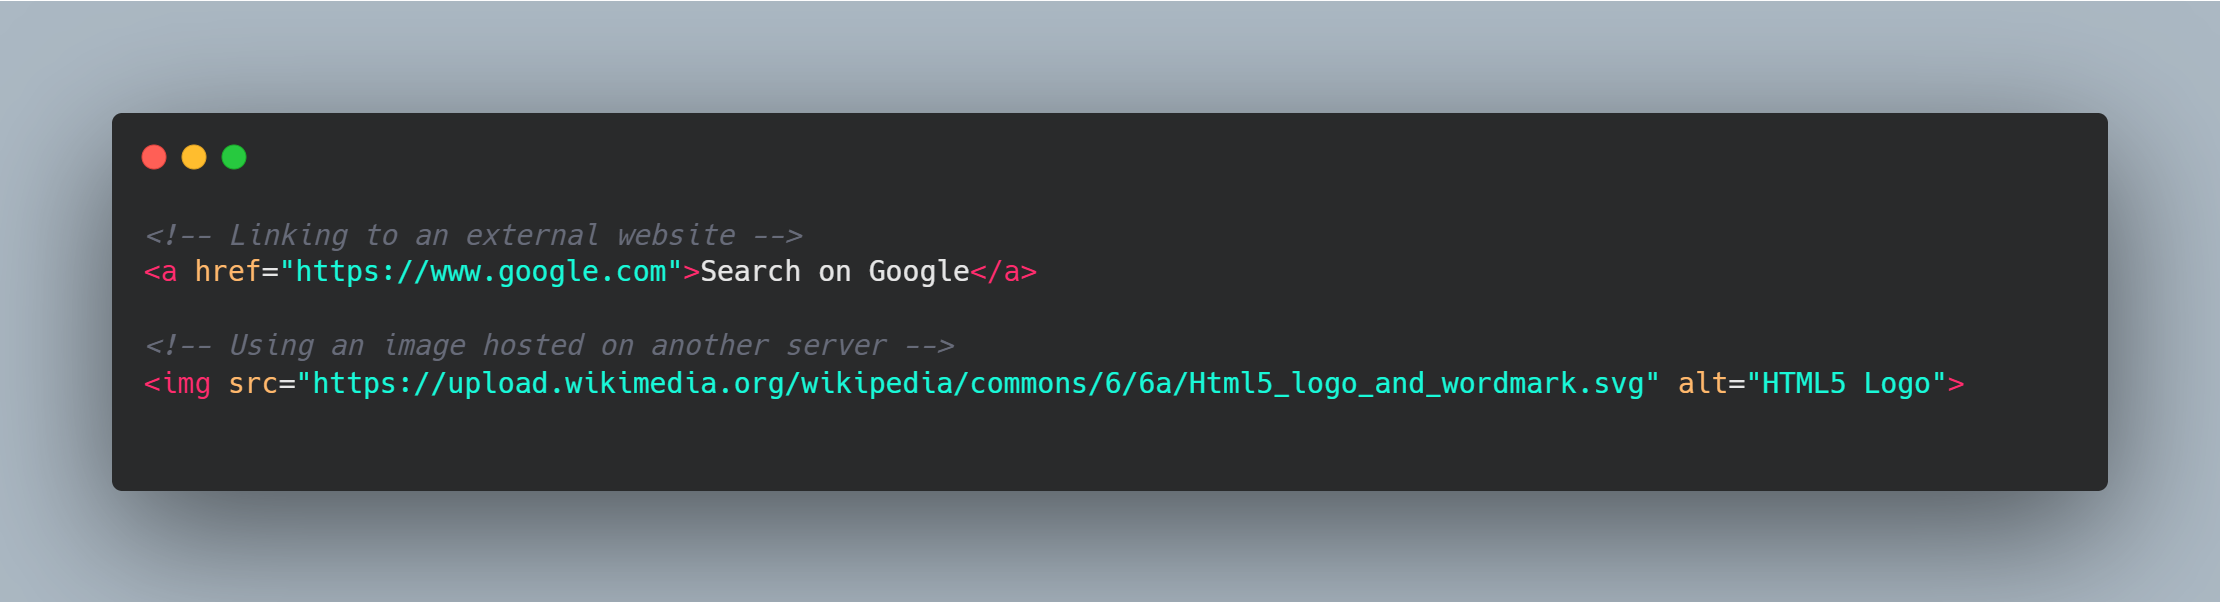 <!-- Linking to an external website -->
<a href="https://www.google.com">Search on Google</a>
<!-- Using an image hosted on another server -->
<img src="https://upload.wikimedia.org/wikipedia/commons/6/6a/Html5_logo_and_wordmark.svg" alt="HTML5 Logo">